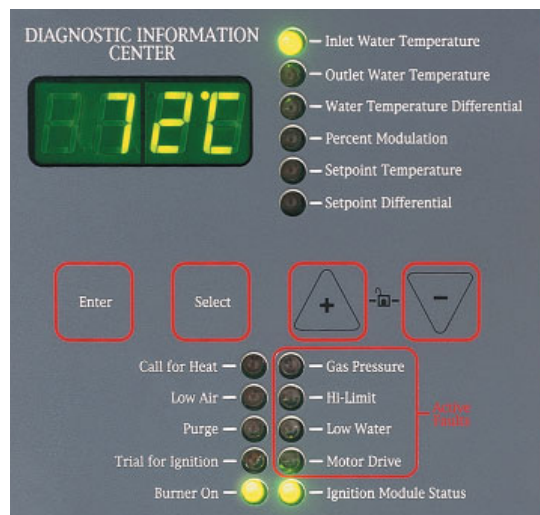 DIAGNOSTIC INFORMATION
CENTER
72°C
Inlet Water Temperature
Outlet Water Temperature
Water Temperature Differential
Percent Modulation
Setpoint Temperature
Setpoint Differential
Enter
Select
+
-
Call for Heat
Gas Pressure
Low Air
Hi-Limit
Purge
Low Water
Trial for Ignition
Motor Drive
Active
Faults
Burner On
Ignition Module Status